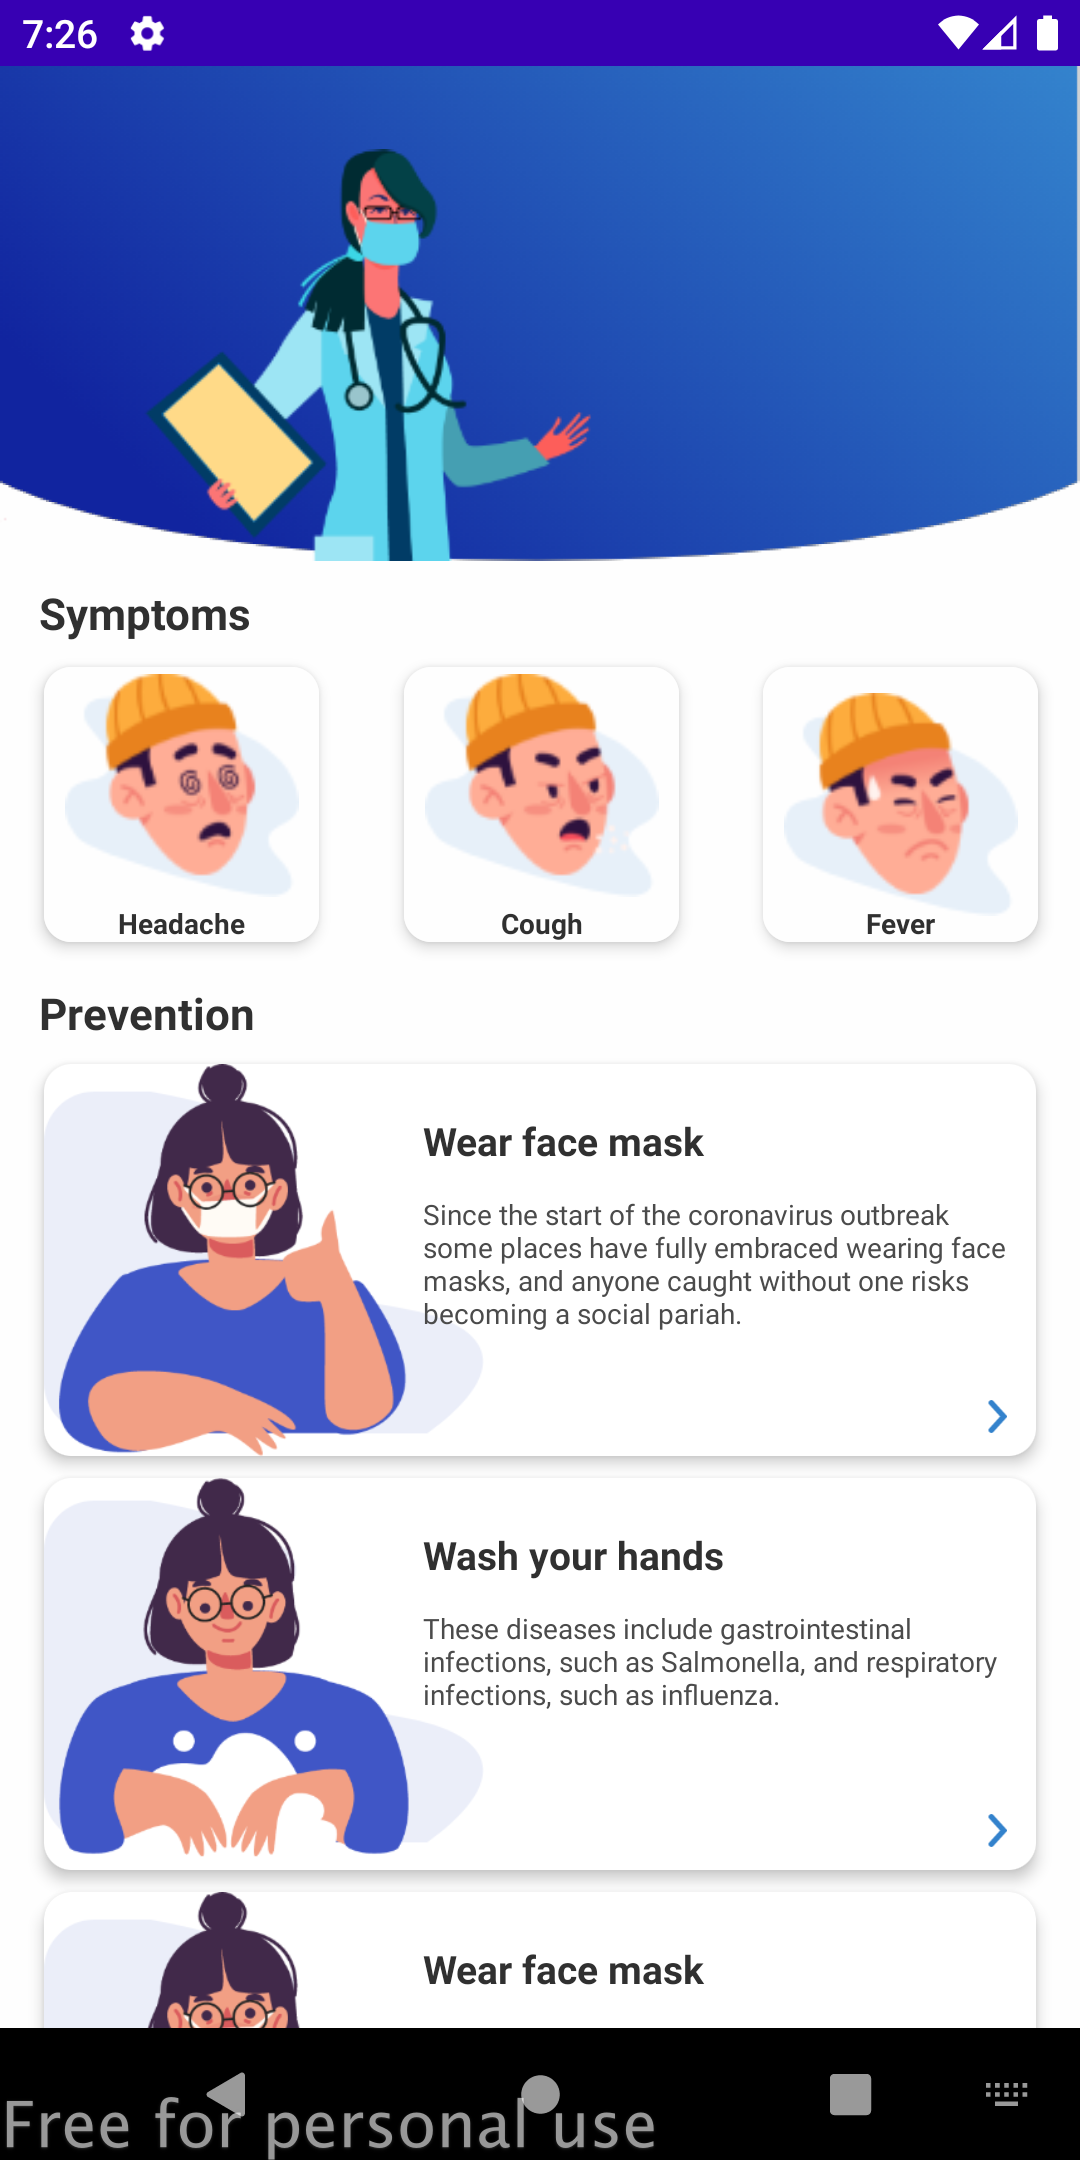 7:26
Symptoms
Headache
Cough
Fever
Prevention
Wear face mask
Since the start of the coronavirus outbreak
some places have fully embraced wearing face
masks, and anyone caught without one risks
becoming a social pariah.
Wash your hands
These diseases include gastrointestinal
infections, such as Salmonella, and respiratory
infections, such as influenza.
Wear face mask
Free for personal use